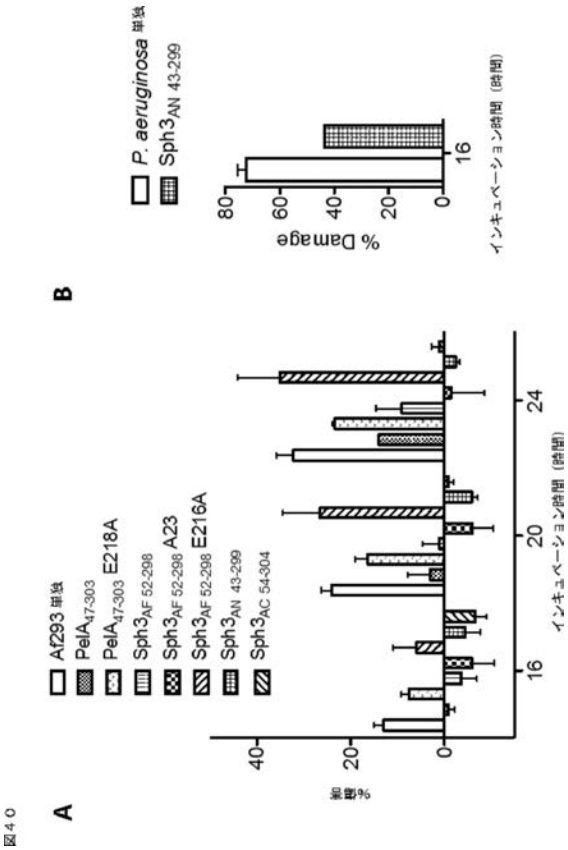 図40
A
Af293 単独
PelA47-303
PelA47-303 E218A
Sph3AF 52-298
Sph3AF 52-298 A23
Sph3AF 52-298 E216A
Sph3AN 43-299
Sph3AC 54-304
%傷害
40
20
0
16
20
24
インキュベーション時間 (時間)
B
P. aeruginosa 単独
Sph3AN 43-299
% Damage
80
60
40
20
0
16
インキュベーション時間 (時間)